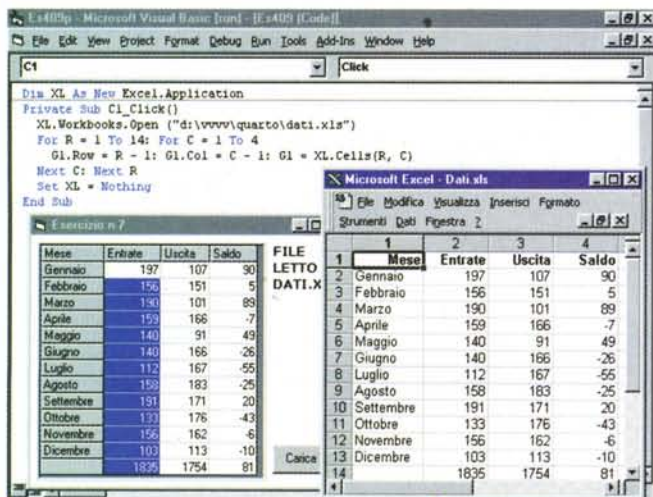 Es409p - Microsoft Visual Basic [run] - [Es409 (Code)]
File Edit View Project Format Debug Run Tools Add-Ins Window Help
C1 Click
Dim XL As New Excel.Application
Private Sub C1_Click()
XL.Workbooks.Open ("d:\vvvv\quarto\dati.xls")
For R = 1 To 14: For C = 1 To 4
G1.Row = R - 1: G1.Col = C - 1: G1 = XL.Cells(R, C)
Next C: Next R
Set XL = Nothing
End Sub
Esercizio n 7
Mese Entrate Uscita Saldo
Gennaio 197 107 90
Febbraio 156 151 5
Marzo 190 101 89
Aprile 159 166 -7
Maggio 140 91 49
Giugno 140 166 -26
Luglio 112 167 -55
Agosto 158 183 -25
Settembre 191 171 20
Ottobre 133 176 -43
Novembre 156 162 -6
Dicembre 103 113 -10
1835 1754 81
FILE
LETTO
DATI.X
Carica
Microsoft Excel - Dati.xls
File Modifica Visualizza Inserisci Formato
Strumenti Dati Finestra ?
1 2 3 4
1 Mese Entrate Uscita Saldo
2 Gennaio 197 107 90
3 Febbraio 156 151 5
4 Marzo 190 101 89
5 Aprile 159 166 -7
6 Maggio 140 91 49
7 Giugno 140 166 -26
8 Luglio 112 167 -55
9 Agosto 158 183 -25
10 Settembre 191 171 20
11 Ottobre 133 176 -43
12 Novembre 156 162 -6
13 Dicembre 103 113 -10
14 1835 1754 81